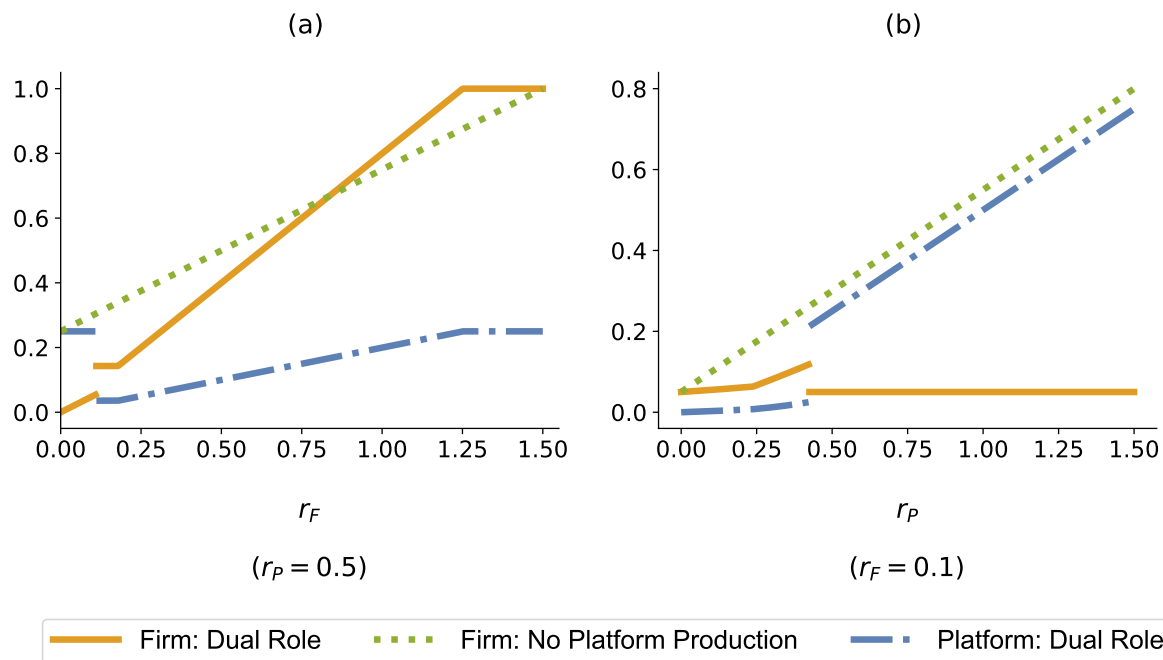 (a)
1.0
0.8
0.6
0.4
0.2
0.0
0.00 0.25 0.50 0.75 1.00 1.25 1.50
r_F
(r_P = 0.5)
(b)
0.8
0.6
0.4
0.2
0.0
0.00 0.25 0.50 0.75 1.00 1.25 1.50
r_P
(r_F = 0.1)
Firm: Dual Role Firm: No Platform Production Platform: Dual Role